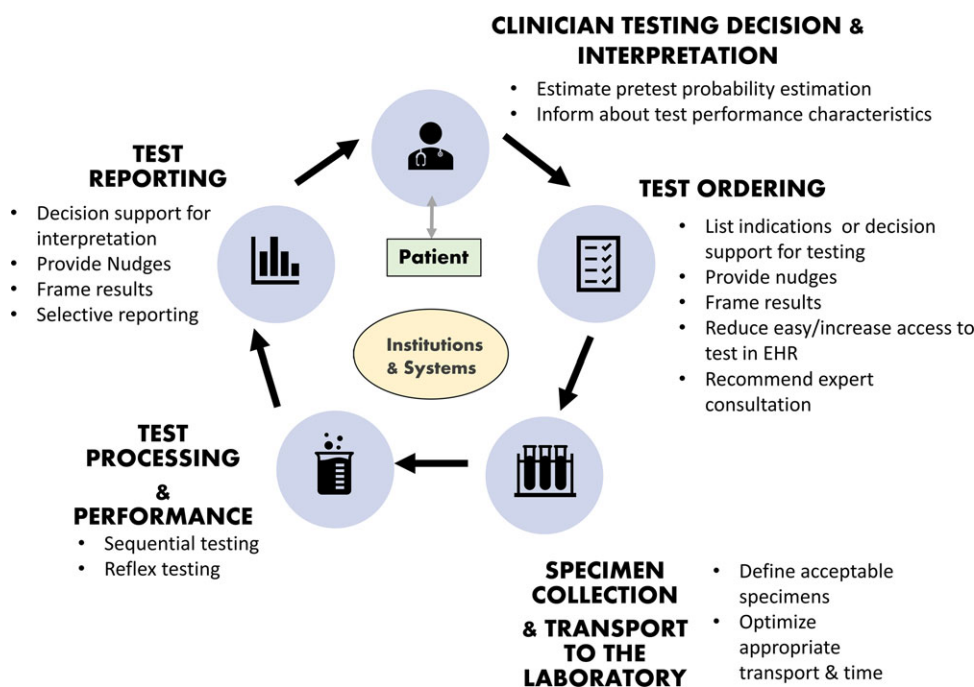 CLINICIAN TESTING DECISION &
INTERPRETATION
• Estimate pretest probability estimation
• Inform about test performance characteristics
TEST
REPORTING
• Decision support for
interpretation
• Provide Nudges
• Frame results
• Selective reporting
Patient
Institutions
& Systems
TEST ORDERING
• List indications or decision
support for testing
• Provide nudges
• Frame results
• Reduce easy/increase access to
test in EHR
• Recommend expert
consultation
TEST
PROCESSING
&
PERFORMANCE
• Sequential testing
• Reflex testing
SPECIMEN
COLLECTION
& TRANSPORT
TO THE
LABORATORY
• Define acceptable
specimens
• Optimize
appropriate
transport & time